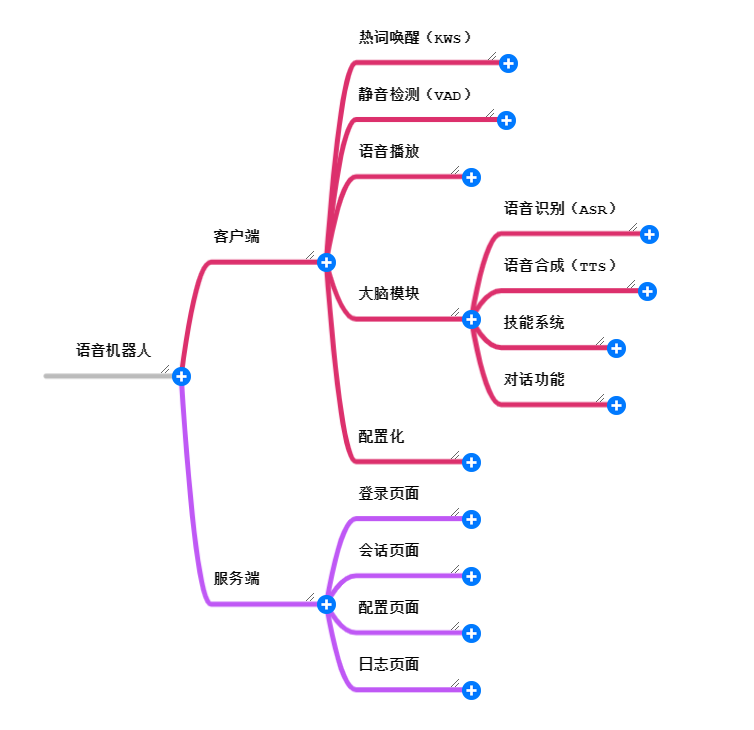 热词唤醒（KWS）
静音检测（VAD）
语音播放
语音识别（ASR）
客户端
语音合成（TTS）
大脑模块
技能系统
语音机器人
对话功能
配置化
登录页面
会话页面
服务端
配置页面
日志页面